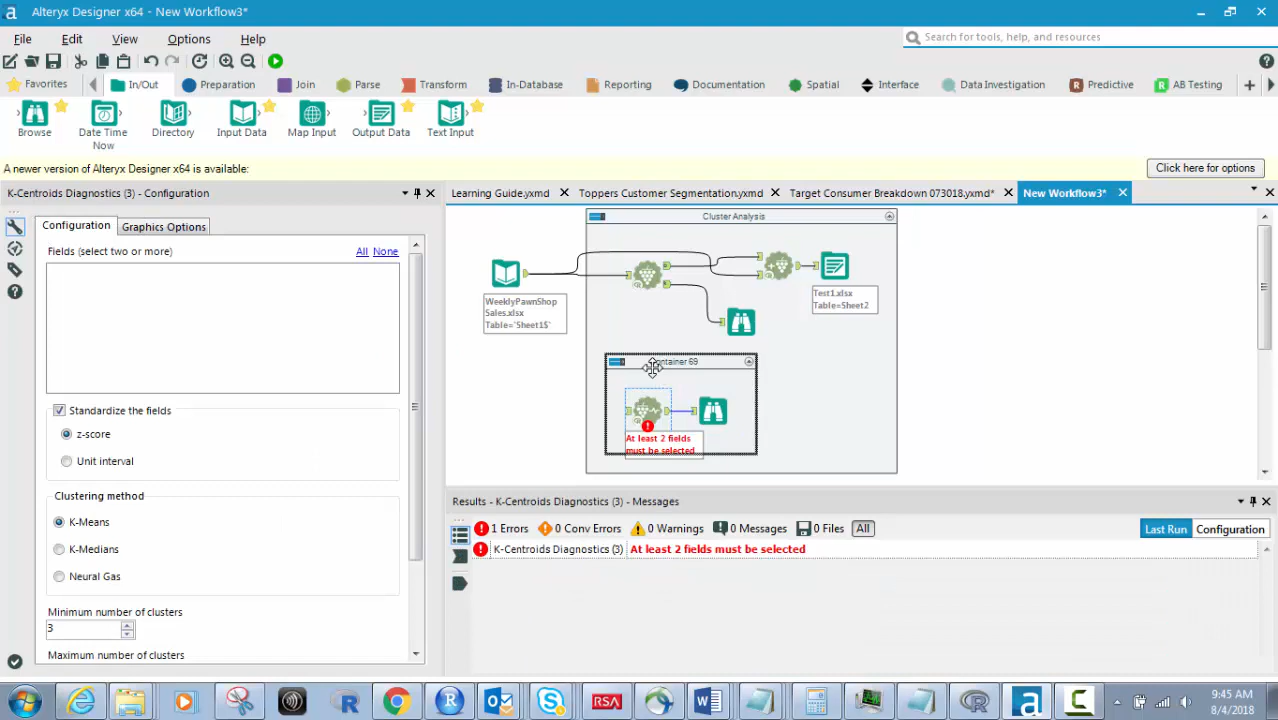 Alteryx Designer x64 - New Workflow3*
File Edit View Options Help
Search for tools, help, and resources
Favorites In/Out Preparation Join Parse Transform In-Database Reporting Documentation Spatial Interface Data Investigation Predictive AB Testing
Browse Date Time Now Directory Input Data Map Input Output Data Text Input
A newer version of Alteryx Designer x64 is available:
Click here for options
K-Centroids Diagnostics (3) - Configuration
Learning Guide.yxmd Toppers Customer Segmentation.yxmd Target Consumer Breakdown 073018.yxmd* New Workflow3*
Configuration Graphics Options
Fields (select two or more) All None
Standardize the fields
z-score
Unit interval
Clustering method
K-Means
K-Medians
Neural Gas
Minimum number of clusters
3
Maximum number of clusters
Cluster Analysis
WeeklyPawnShop
Sales.xlsx
Table='Sheet1$'
Test1.xlsx
Table=Sheet2
69
At least 2 fields
must be selected
Results - K-Centroids Diagnostics (3) - Messages
1 Errors 0 Conv Errors 0 Warnings 0 Messages 0 Files All
Last Run Configuration
K-Centroids Diagnostics (3) At least 2 fields must be selected
RSA
9:45 AM
8/4/2018